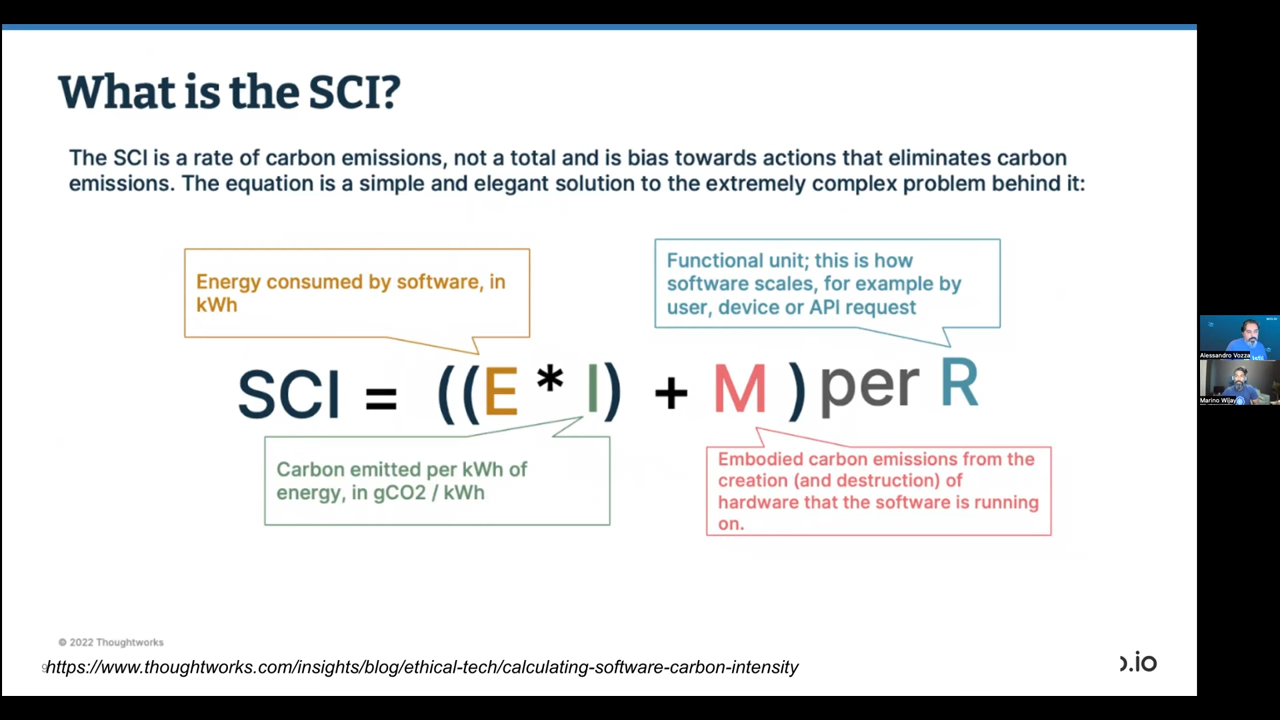 What is the SCI?
The SCI is a rate of carbon emissions, not a total and is bias towards actions that eliminates carbon
emissions. The equation is a simple and elegant solution to the extremely complex problem behind it:
Energy consumed by software, in
kWh
Functional unit; this is how
software scales, for example by
user, device or API request
SCI = ((E * I) + M ) per R
Carbon emitted per kWh of
energy, in gCO2 / kWh
Embodied carbon emissions from the
creation (and destruction) of
hardware that the software is running
on.
© 2022 Thoughtworks
https://www.thoughtworks.com/insights/blog/ethical-tech/calculating-software-carbon-intensity
.io
Alessandro Vozza
Marino Wijay